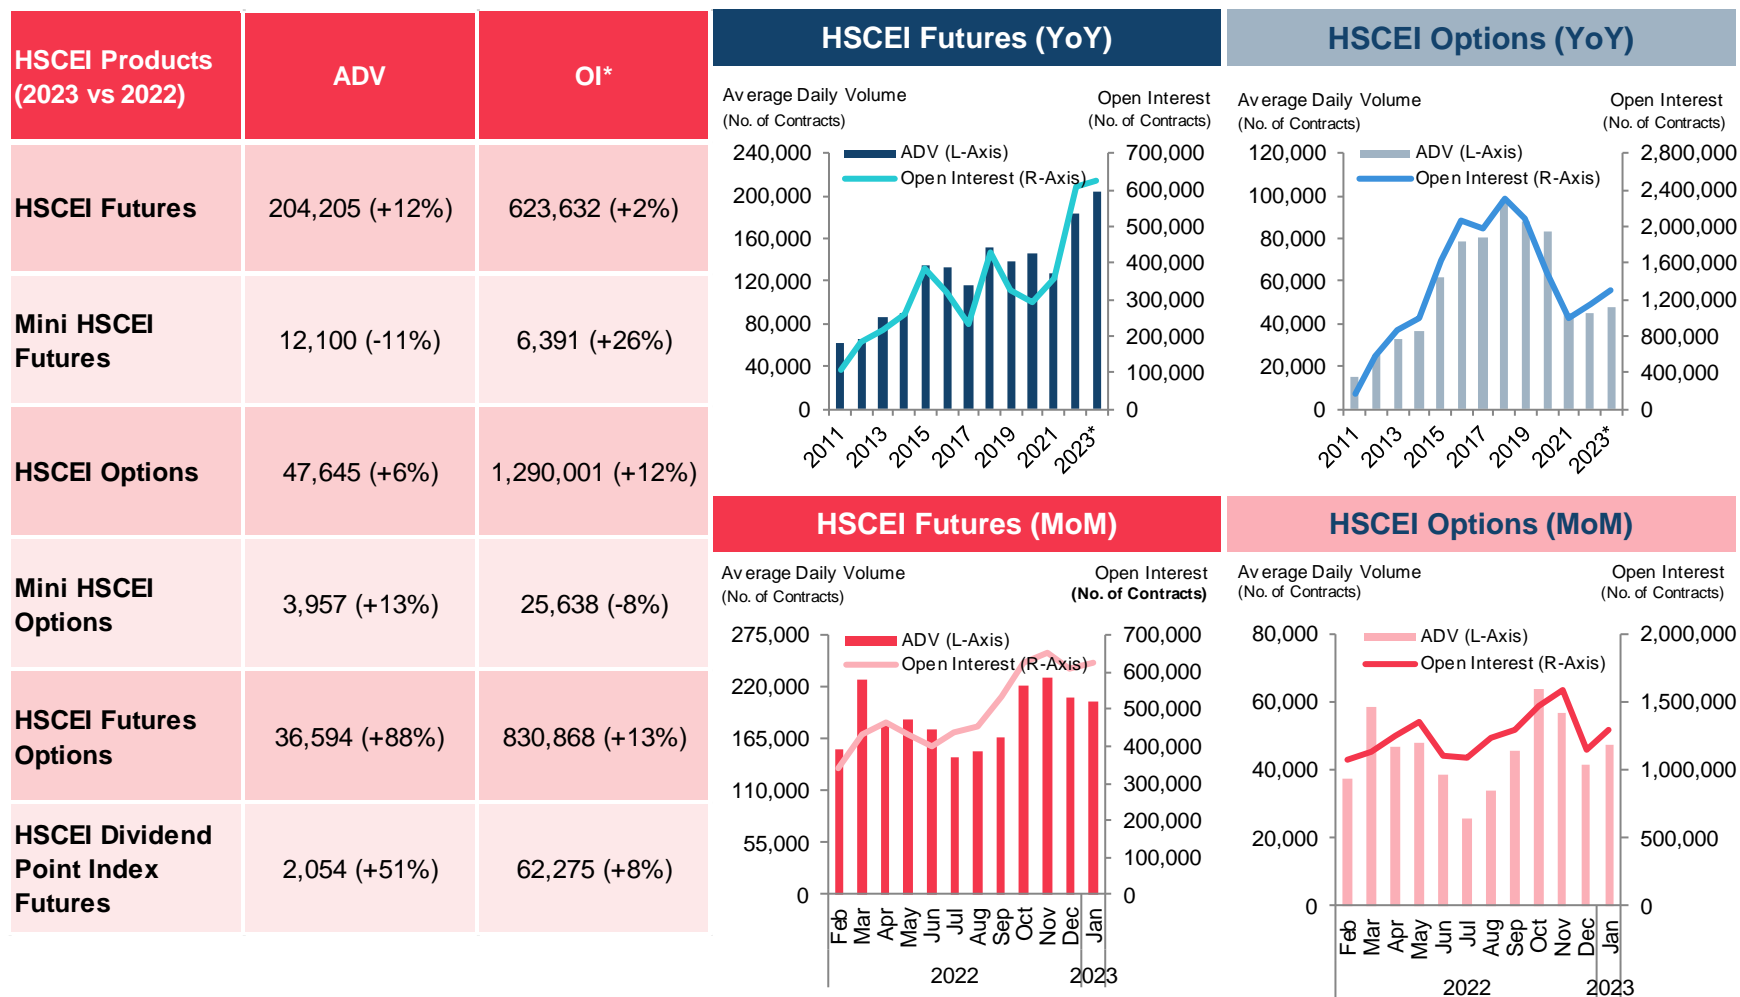 HSCEI Products
(2023 vs 2022)
ADV
OI*
HSCEI Futures
204,205 (+12%)
623,632 (+2%)
Mini HSCEI
Futures
12,100 (-11%)
6,391 (+26%)
HSCEI Options
47,645 (+6%)
1,290,001 (+12%)
Mini HSCEI
Options
3,957 (+13%)
25,638 (-8%)
HSCEI Futures
Options
36,594 (+88%)
830,868 (+13%)
HSCEI Dividend
Point Index
Futures
2,054 (+51%)
62,275 (+8%)
HSCEI Futures (YoY)
Average Daily Volume
(No. of Contracts)
Open Interest
(No. of Contracts)
ADV (L-Axis)
Open Interest (R-Axis)
240,000
200,000
160,000
120,000
80,000
40,000
0
700,000
600,000
500,000
400,000
300,000
200,000
100,000
0
2011
2013
2015
2017
2019
2021
2023*
HSCEI Options (YoY)
Average Daily Volume
(No. of Contracts)
Open Interest
(No. of Contracts)
ADV (L-Axis)
Open Interest (R-Axis)
120,000
100,000
80,000
60,000
40,000
20,000
0
2,800,000
2,400,000
2,000,000
1,600,000
1,200,000
800,000
400,000
0
2011
2013
2015
2017
2019
2021
2023*
HSCEI Futures (MoM)
Average Daily Volume
(No. of Contracts)
Open Interest
(No. of Contracts)
ADV (L-Axis)
Open Interest (R-Axis)
275,000
220,000
165,000
110,000
55,000
0
700,000
600,000
500,000
400,000
300,000
200,000
100,000
0
Feb
Mar
Apr
May
Jun
Jul
Aug
Sep
Oct
Nov
Dec
Jan
2022
2023
HSCEI Options (MoM)
Average Daily Volume
(No. of Contracts)
Open Interest
(No. of Contracts)
ADV (L-Axis)
Open Interest (R-Axis)
80,000
60,000
40,000
20,000
0
2,000,000
1,500,000
1,000,000
500,000
0
Feb
Mar
Apr
May
Jun
Jul
Aug
Sep
Oct
Nov
Dec
Jan
2022
2023